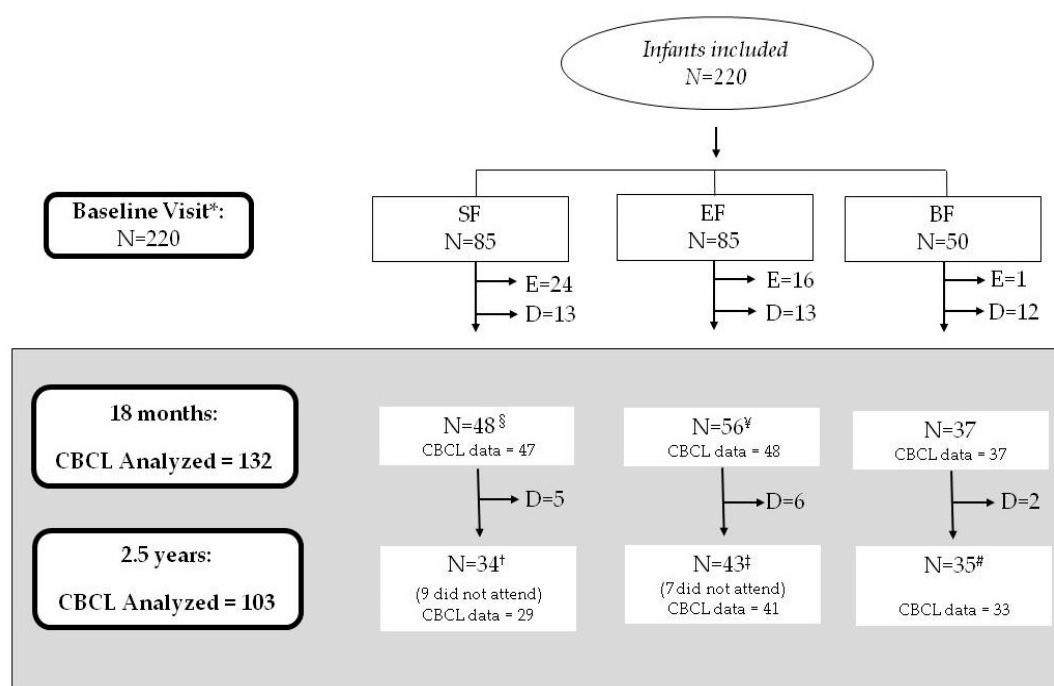 Infants included
N=220
Baseline Visit*:
N=220
SF
N=85
EF
N=85
BF
N=50
E=24
D=13
E=16
D=13
E=1
D=12
18 months:
CBCL Analyzed = 132
N=48§
CBCL data = 47
N=56¥
CBCL data = 48
N=37
CBCL data = 37
D=5
D=6
D=2
2.5 years:
CBCL Analyzed = 103
N=34†
(9 did not attend)
CBCL data = 29
N=43‡
(7 did not attend)
CBCL data = 41
N=35#
CBCL data = 33